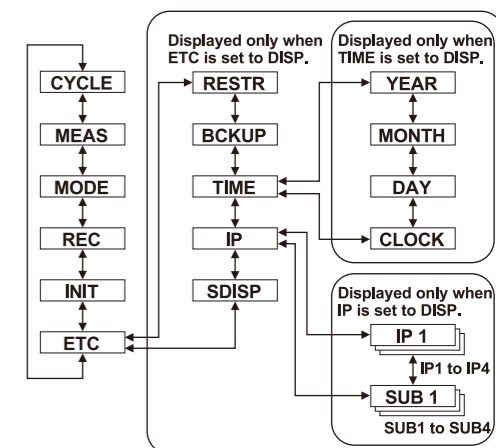 CYCLE
MEAS
MODE
REC
INIT
ETC
Displayed only when
ETC is set to DISP.
RESTR
BCKUP
TIME
IP
SDISP
Displayed only when
TIME is set to DISP.
YEAR
MONTH
DAY
CLOCK
Displayed only when
IP is set to DISP.
IP 1
IP1 to IP4
SUB 1
SUB1 to SUB4